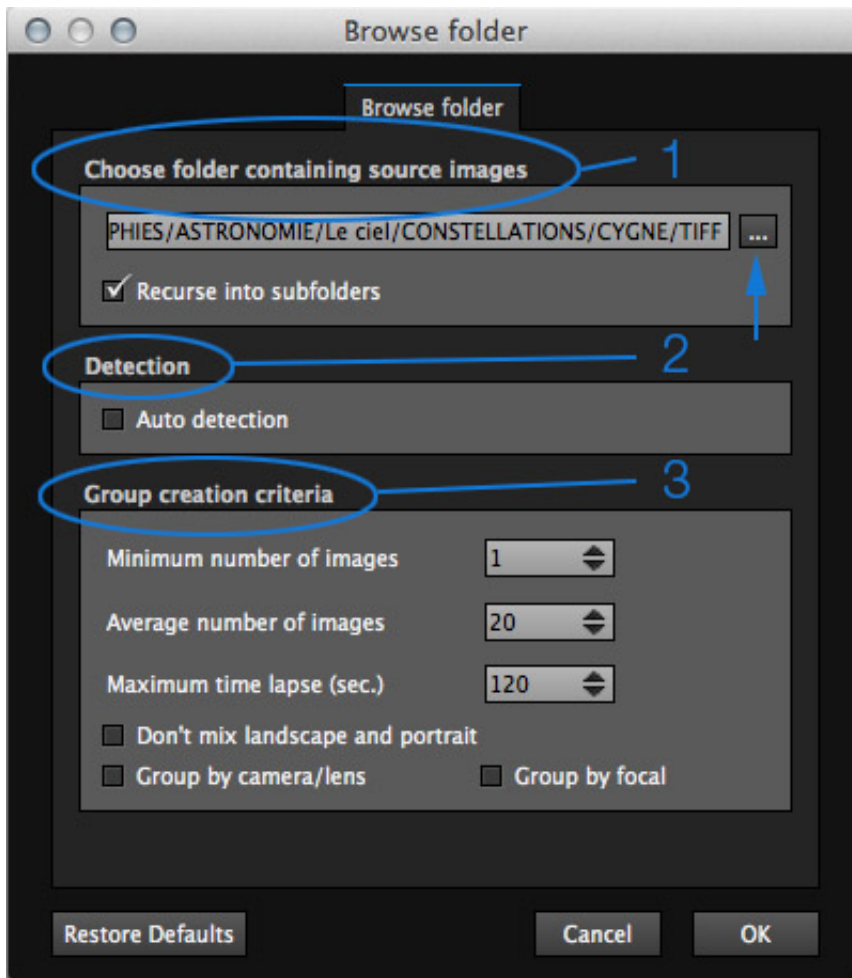 Browse folder
Browse folder
Choose folder containing source images
1
PHIES/ASTRONOMIE/Le ciel/CONSTELLATIONS/CYGNE/TIFF ...
Recurse into subfolders
Detection
2
Auto detection
Group creation criteria
3
Minimum number of images 1
Average number of images 20
Maximum time lapse (sec.) 120
Don't mix landscape and portrait
Group by camera/lens Group by focal
Restore Defaults Cancel OK